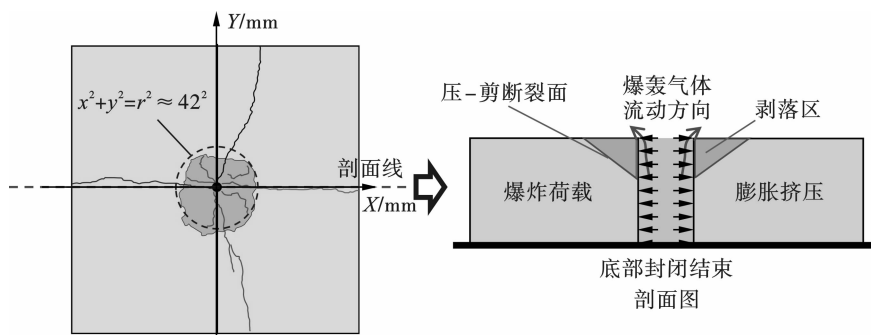 Y/mm
x²+y²=r²≈42²
剖面线
X/mm
压-剪断裂面
爆轰气体
流动方向
剥落区
爆炸荷载
膨胀挤压
底部封闭结束
剖面图